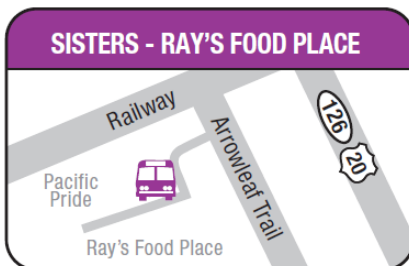 SISTERS - RAY'S FOOD PLACE
Railway
126
20
Arrowleaf Trail
Pacific
Pride
Ray's Food Place